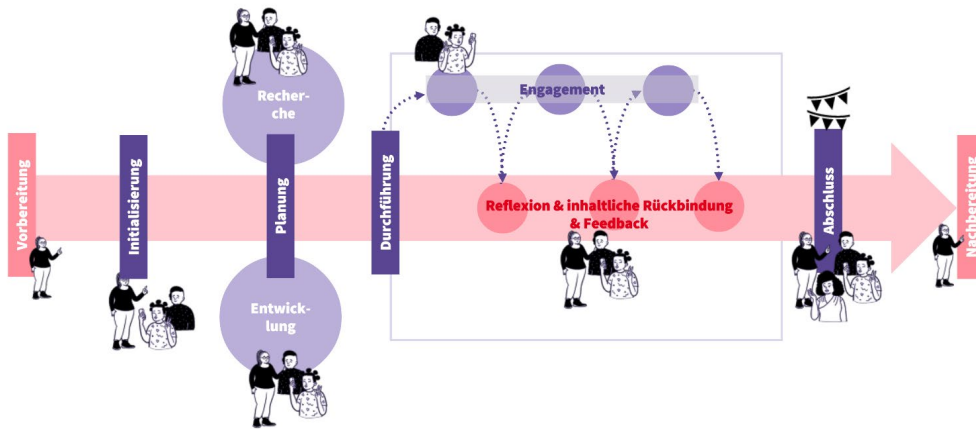 Vorbereitung
Initialisierung
Recher-
che
Planung
Entwick-
lung
Durchführung
Engagement
Reflexion & inhaltliche Rückbindung
& Feedback
Abschluss
Nachbereitung